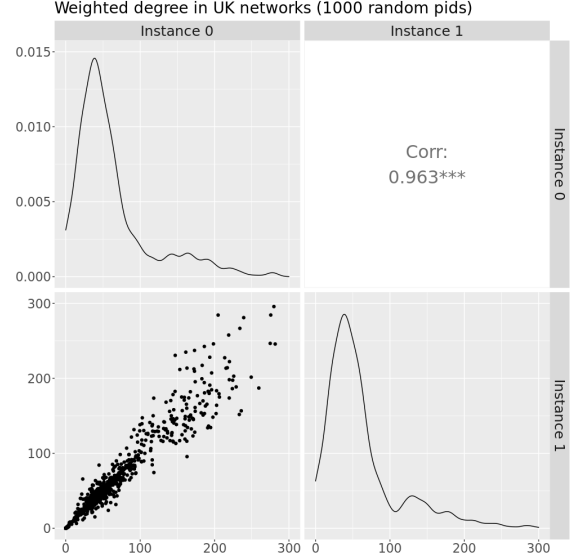 Weighted degree in UK networks (1000 random pids)
Instance 0
Instance 1
0.015
0.010
0.005
0.000
Corr:
0.963***
Instance 0
300
200
100
0
Instance 1
0 100 200 300
0 100 200 300